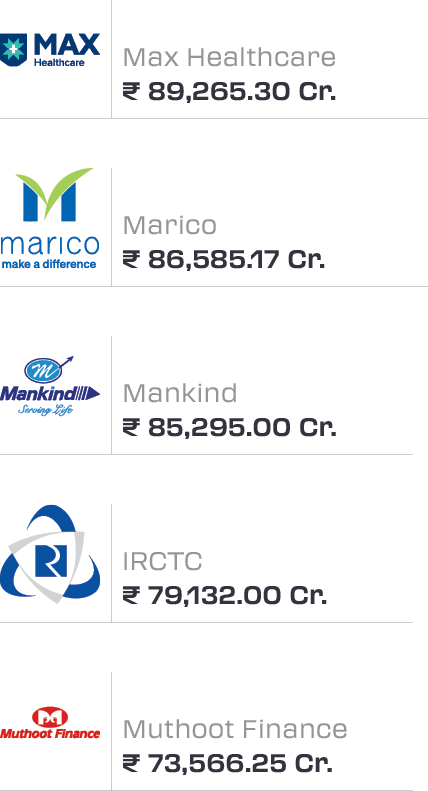 MAX
Healthcare
Max Healthcare
₹ 89,265.30 Cr.
marico
make a difference
Marico
₹ 86,585.17 Cr.
m
Mankind
Serving Life
Mankind
₹ 85,295.00 Cr.
R
IRCTC
₹ 79,132.00 Cr.
Muthoot Finance
Muthoot Finance
₹ 73,566.25 Cr.